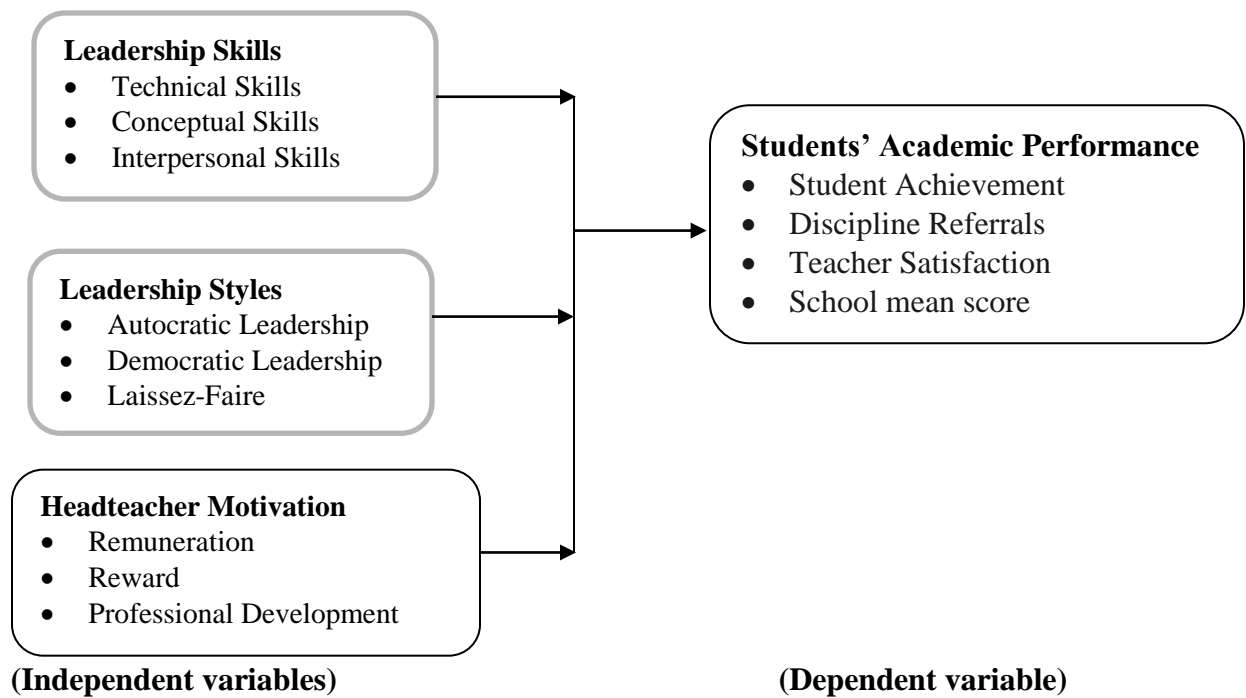 Leadership Skills
• Technical Skills
• Conceptual Skills
• Interpersonal Skills
Leadership Styles
• Autocratic Leadership
• Democratic Leadership
• Laissez-Faire
Headteacher Motivation
• Remuneration
• Reward
• Professional Development
(Independent variables)
Students’ Academic Performance
• Student Achievement
• Discipline Referrals
• Teacher Satisfaction
• School mean score
(Dependent variable)